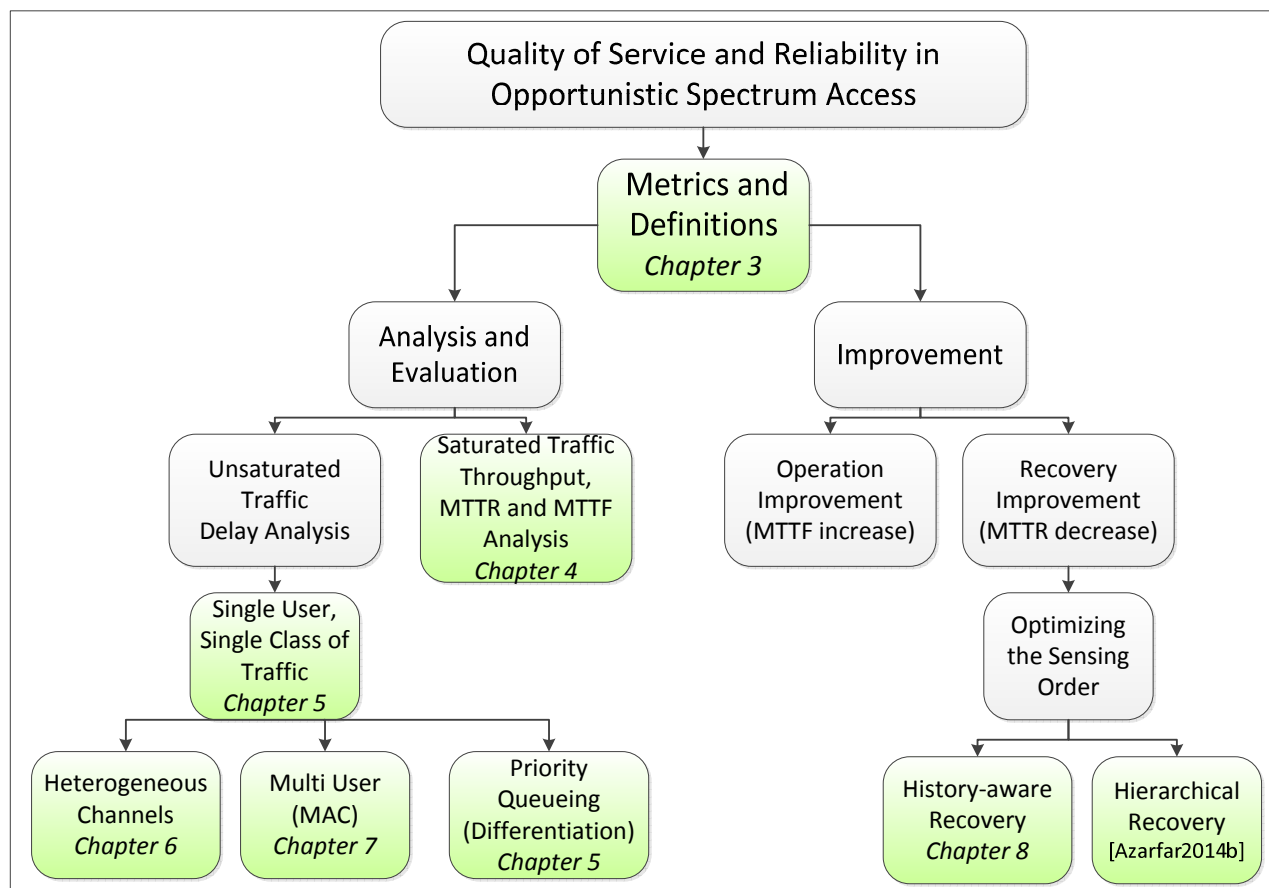 Quality of Service and Reliability in
Opportunistic Spectrum Access
Metrics and
Definitions
Chapter 3
Analysis and
Evaluation
Improvement
Unsaturated
Traffic
Delay Analysis
Saturated Traffic
Throughput,
MTTR and MTTF
Analysis
Chapter 4
Operation
Improvement
(MTTF increase)
Recovery
Improvement
(MTTR decrease)
Single User,
Single Class of
Traffic
Chapter 5
Optimizing
the Sensing
Order
Heterogeneous
Channels
Chapter 6
Multi User
(MAC)
Chapter 7
Priority
Queueing
(Differentiation)
Chapter 5
History-aware
Recovery
Chapter 8
Hierarchical
Recovery
[Azarfar2014b]